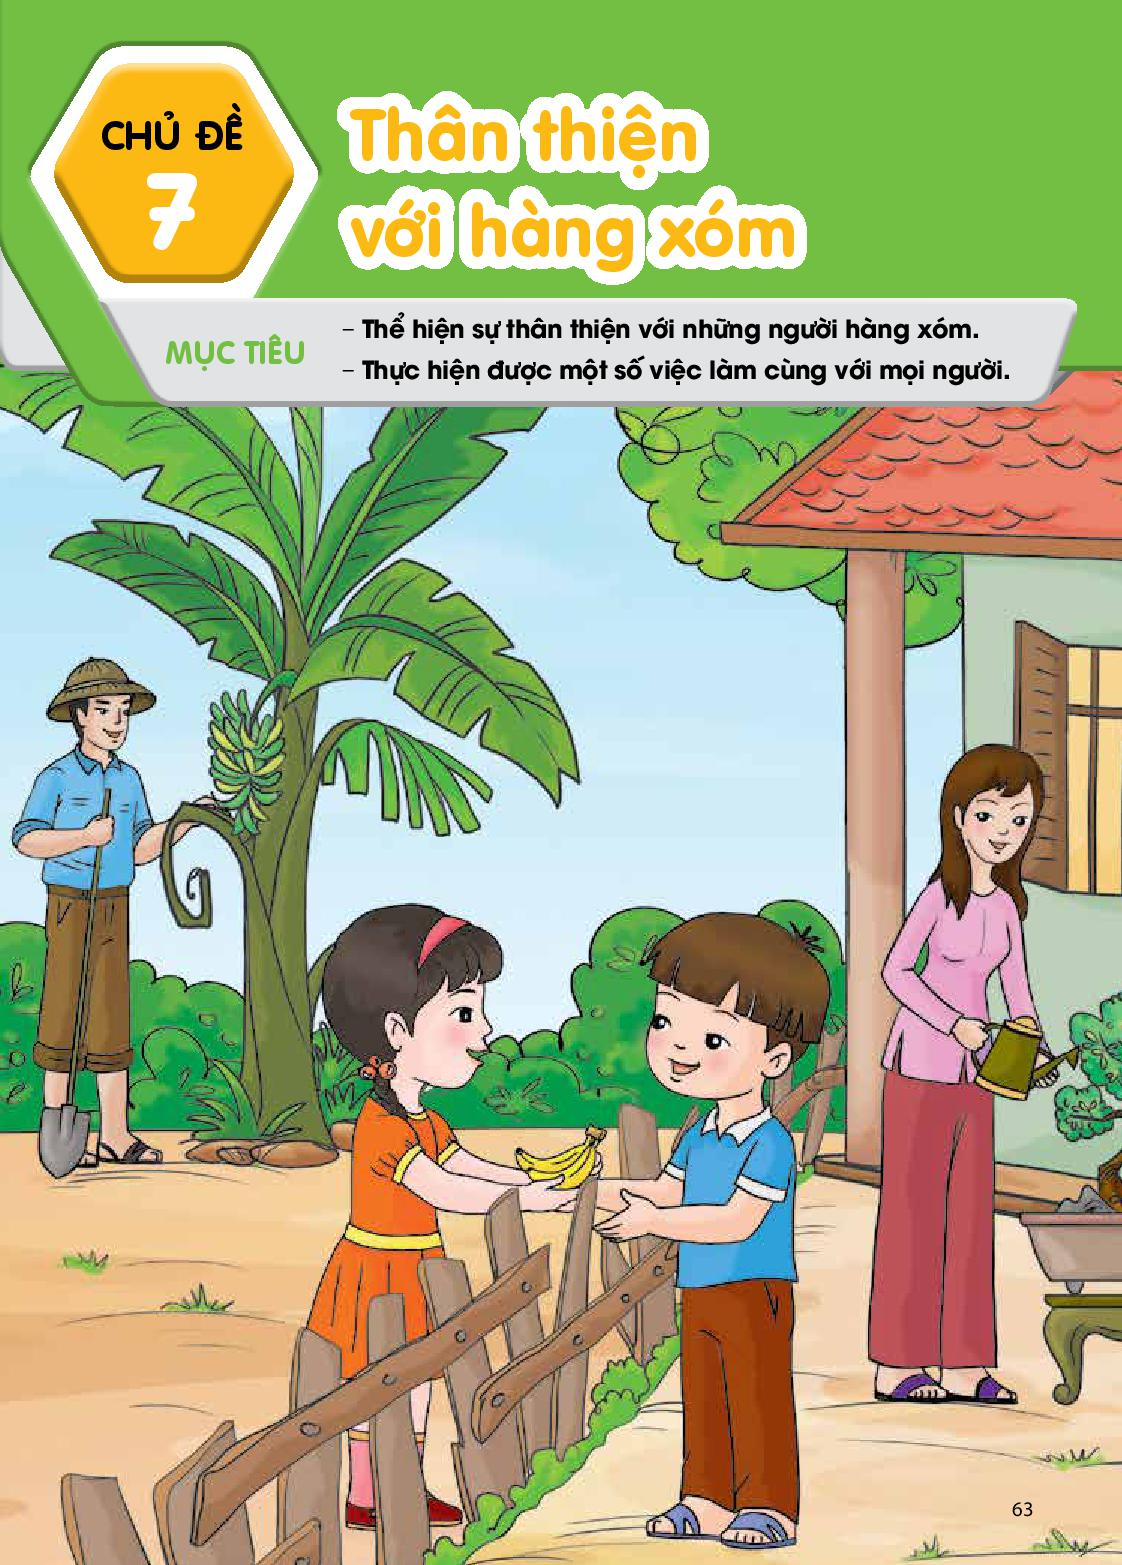 CHỦ ĐỀ
7
Thân thiện
với hàng xóm
MỤC TIÊU
– Thể hiện sự thân thiện với những người hàng xóm.
– Thực hiện được một số việc làm cùng với mọi người.
63